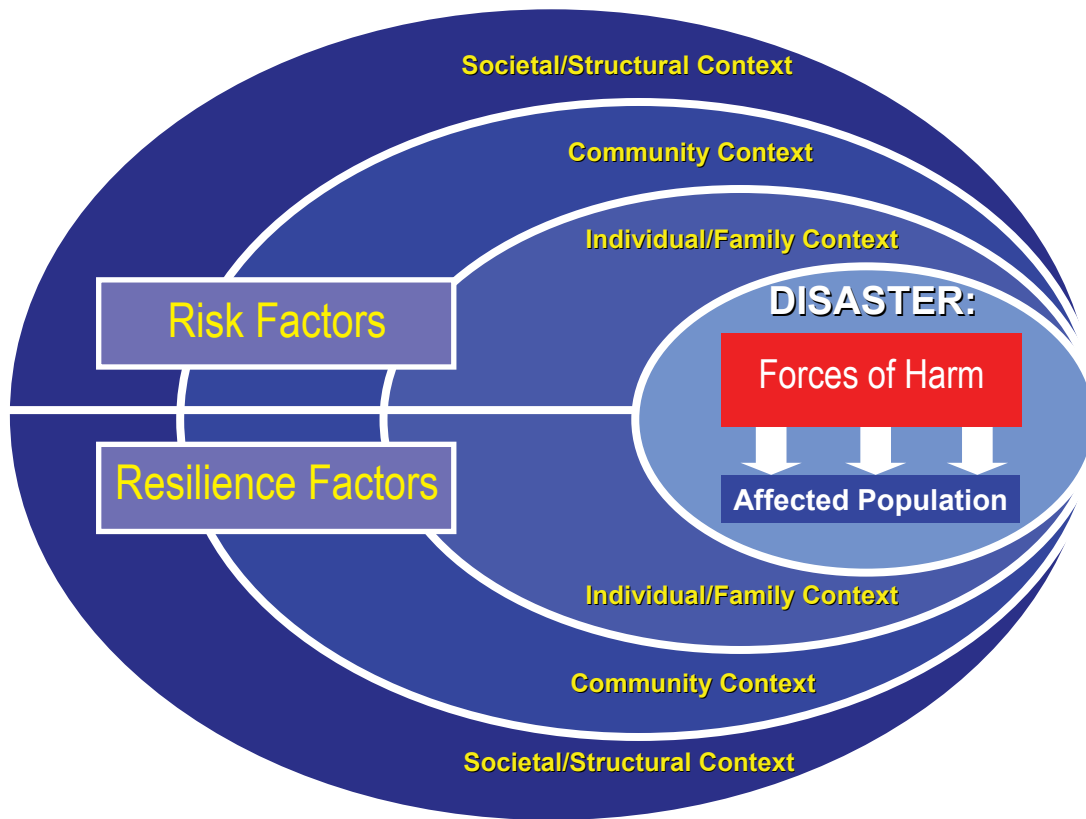 Societal/Structural Context
Community Context
Individual/Family Context
DISASTER:
Risk Factors
Forces of Harm
Resilience Factors
Affected Population
Individual/Family Context
Community Context
Societal/Structural Context